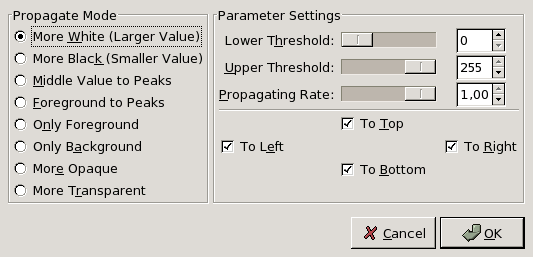 Propagate Mode
More White (Larger Value)
More Black (Smaller Value)
Middle Value to Peaks
Foreground to Peaks
Only Foreground
Only Background
More Opaque
More Transparent
Parameter Settings
Lower Threshold: 0
Upper Threshold: 255
Propagating Rate: 1,00
To Top
To Left
To Right
To Bottom
Cancel
OK